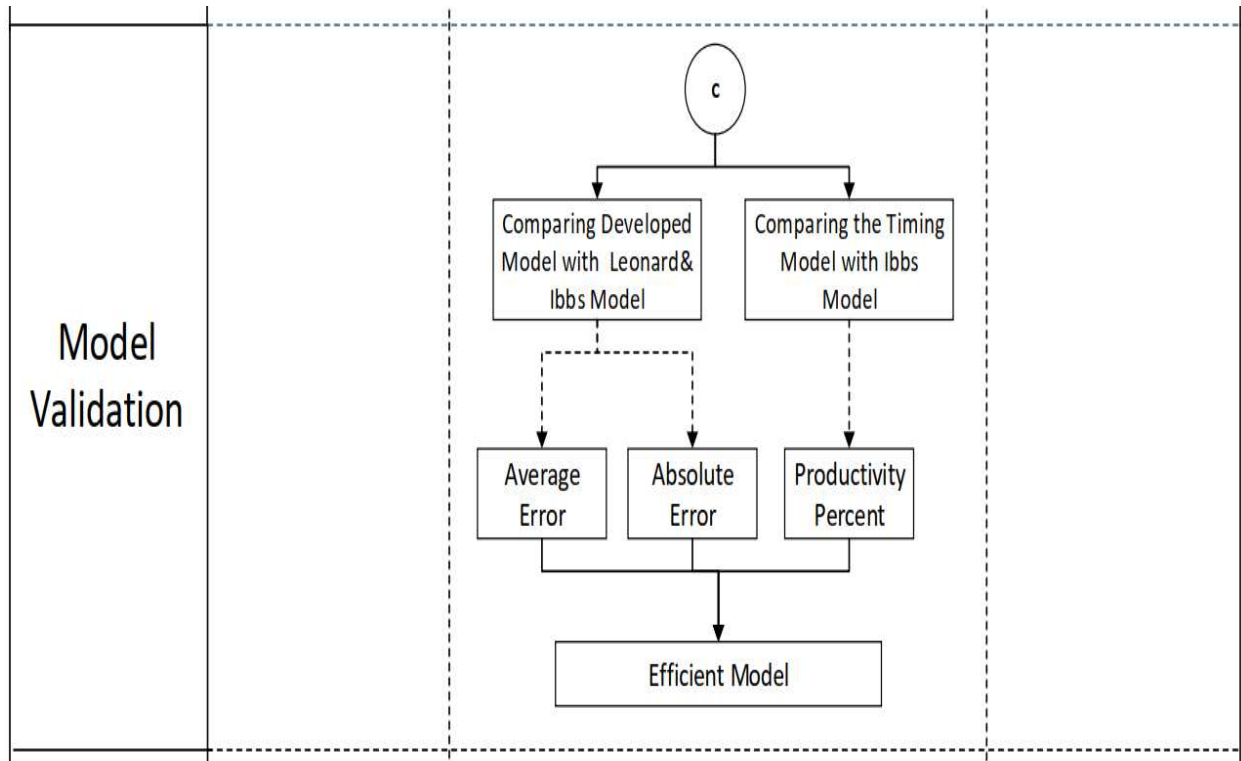 c
Comparing Developed
Model with Leonard&
Ibbs Model
Comparing the Timing
Model with Ibbs
Model
Model
Validation
Average
Error
Absolute
Error
Productivity
Percent
Efficient Model